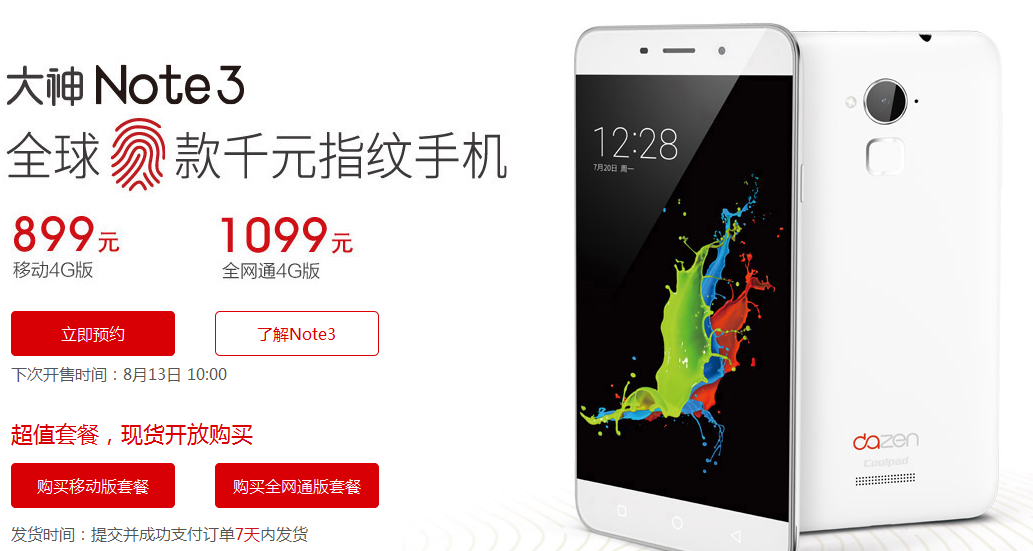 大神 Note 3
全球 款千元指纹手机
899元 1099元
移动4G版 全网通4G版
立即预约 了解Note3
下次开售时间：8月13日 10:00
超值套餐，现货开放购买
购买移动版套餐 购买全网通版套餐
发货时间：提交并成功支付订单7天内发货
12:28
7月20日 周一
dazen
Coolpad